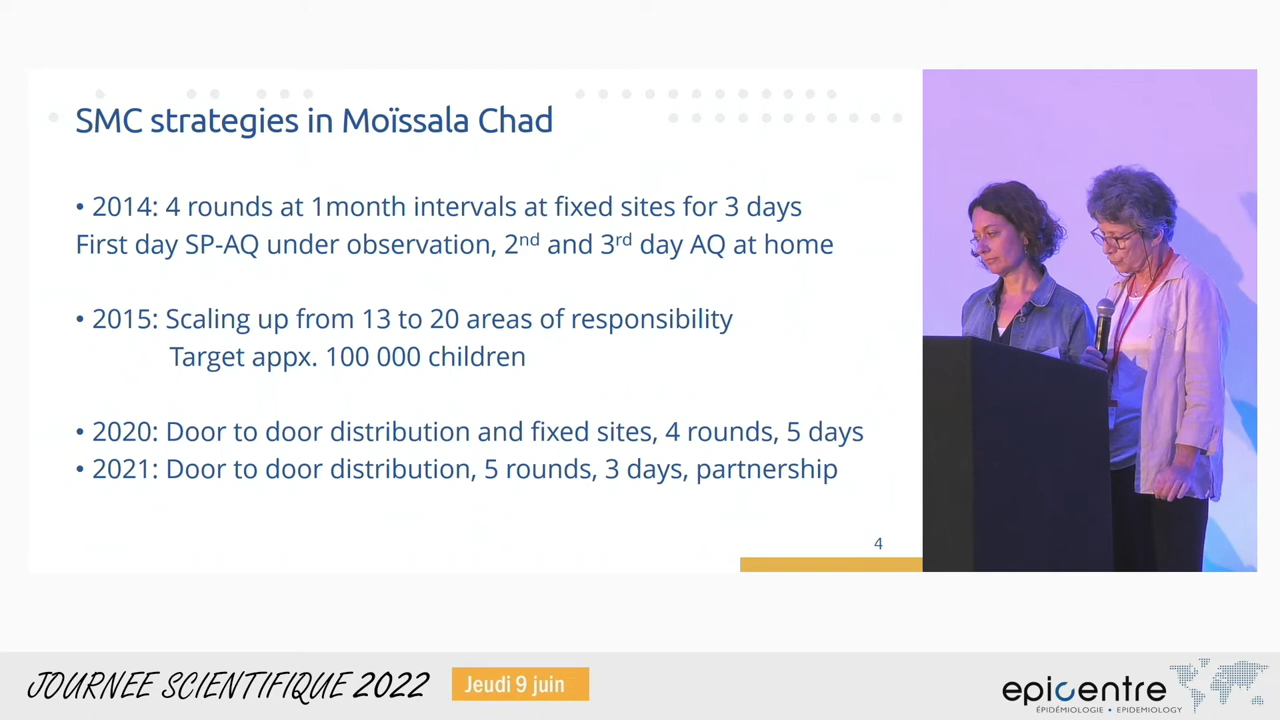 SMC strategies in Moïssala Chad
• 2014: 4 rounds at 1month intervals at fixed sites for 3 days
First day SP-AQ under observation, 2nd and 3rd day AQ at home
• 2015: Scaling up from 13 to 20 areas of responsibility
Target appx. 100 000 children
• 2020: Door to door distribution and fixed sites, 4 rounds, 5 days
• 2021: Door to door distribution, 5 rounds, 3 days, partnership
4
JOURNEE SCIENTIFIQUE 2022
Jeudi 9 juin
epicentre
ÉPIDÉMIOLOGIE • EPIDEMIOLOGY